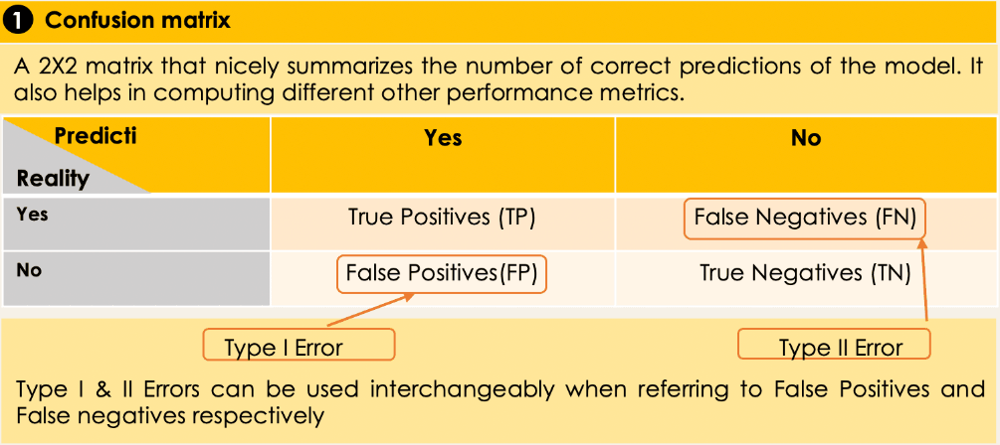 1 Confusion matrix
A 2X2 matrix that nicely summarizes the number of correct predictions of the model. It
also helps in computing different other performance metrics.
Predicti
Yes
No
Reality
Yes
True Positives (TP)
False Negatives (FN)
No
False Positives(FP)
True Negatives (TN)
Type I Error
Type II Error
Type I & II Errors can be used interchangeably when referring to False Positives and
False negatives respectively